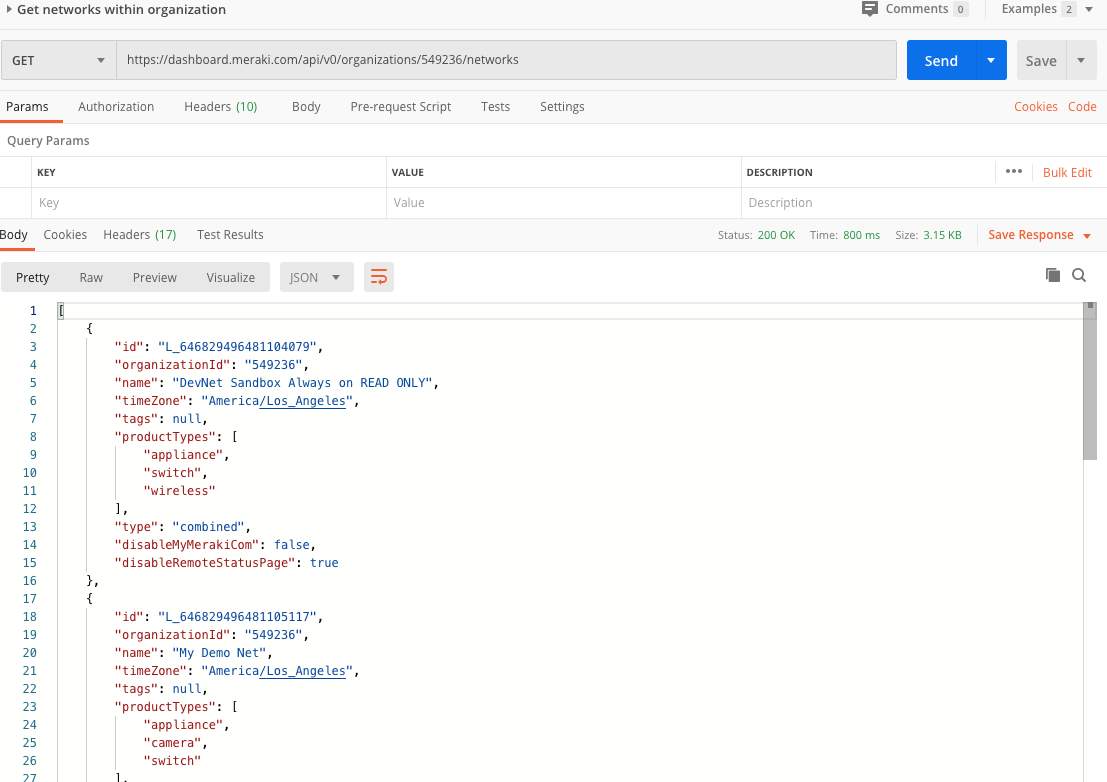 Get networks within organization Comments 0 Examples 2
GET https://dashboard.meraki.com/api/v0/organizations/549236/networks Send Save
Params Authorization Headers (10) Body Pre-request Script Tests Settings Cookies Code
Query Params
KEY VALUE DESCRIPTION ••• Bulk Edit
Key Value Description
Body Cookies Headers (17) Test Results Status: 200 OK Time: 800 ms Size: 3.15 KB Save Response
Pretty Raw Preview Visualize JSON
1 [
2 {
3 "id": "L_646829496481104079",
4 "organizationId": "549236",
5 "name": "DevNet Sandbox Always on READ ONLY",
6 "timeZone": "America/Los_Angeles",
7 "tags": null,
8 "productTypes": [
9 "appliance",
10 "switch",
11 "wireless"
12 ],
13 "type": "combined",
14 "disableMyMerakiCom": false,
15 "disableRemoteStatusPage": true
16 },
17 {
18 "id": "L_646829496481105117",
19 "organizationId": "549236",
20 "name": "My Demo Net",
21 "timeZone": "America/Los_Angeles",
22 "tags": null,
23 "productTypes": [
24 "appliance",
25 "camera",
26 "switch"
27 ],